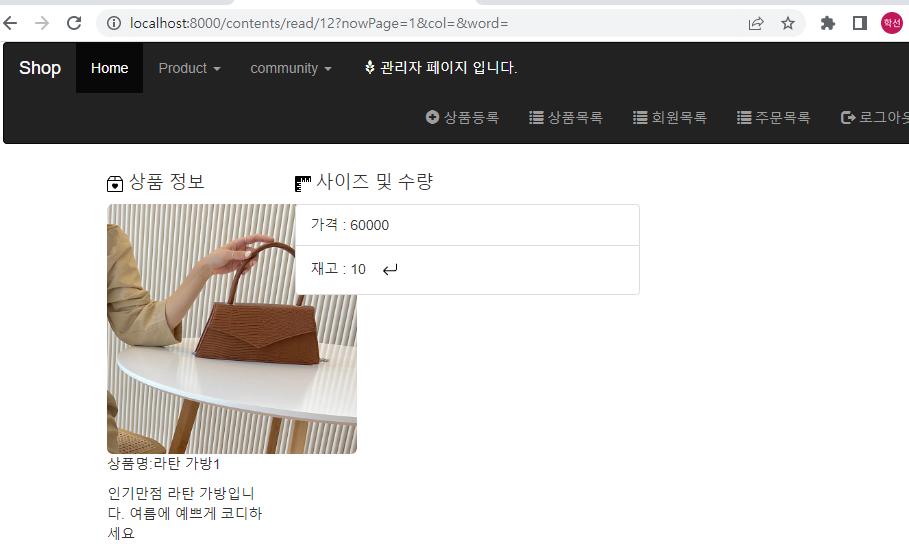 localhost:8000/contents/read/12?nowPage=1&col=&word=
학선
Shop Home Product community 관리자 페이지 입니다.
상품등록 상품목록 회원목록 주문목록 로그아웃
상품 정보 사이즈 및 수량
가격 : 60000
재고 : 10
상품명:라탄 가방1
인기만점 라탄 가방입니
다. 여름에 예쁘게 코디하
세요